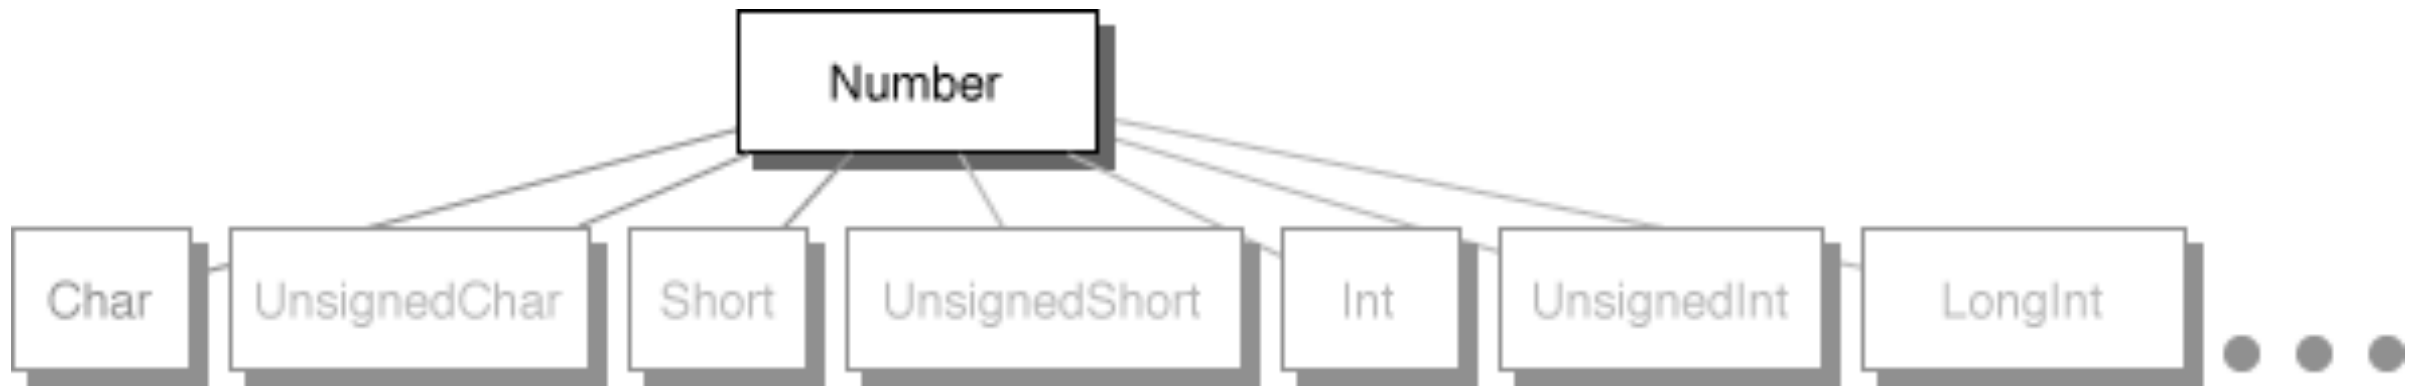 Number
Char
UnsignedChar
Short
UnsignedShort
Int
UnsignedInt
LongInt